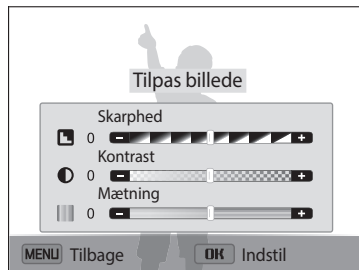 Tilpas billede
Skarphed
0
Kontrast
0
Mætning
0
MENU Tilbage OK Indstil